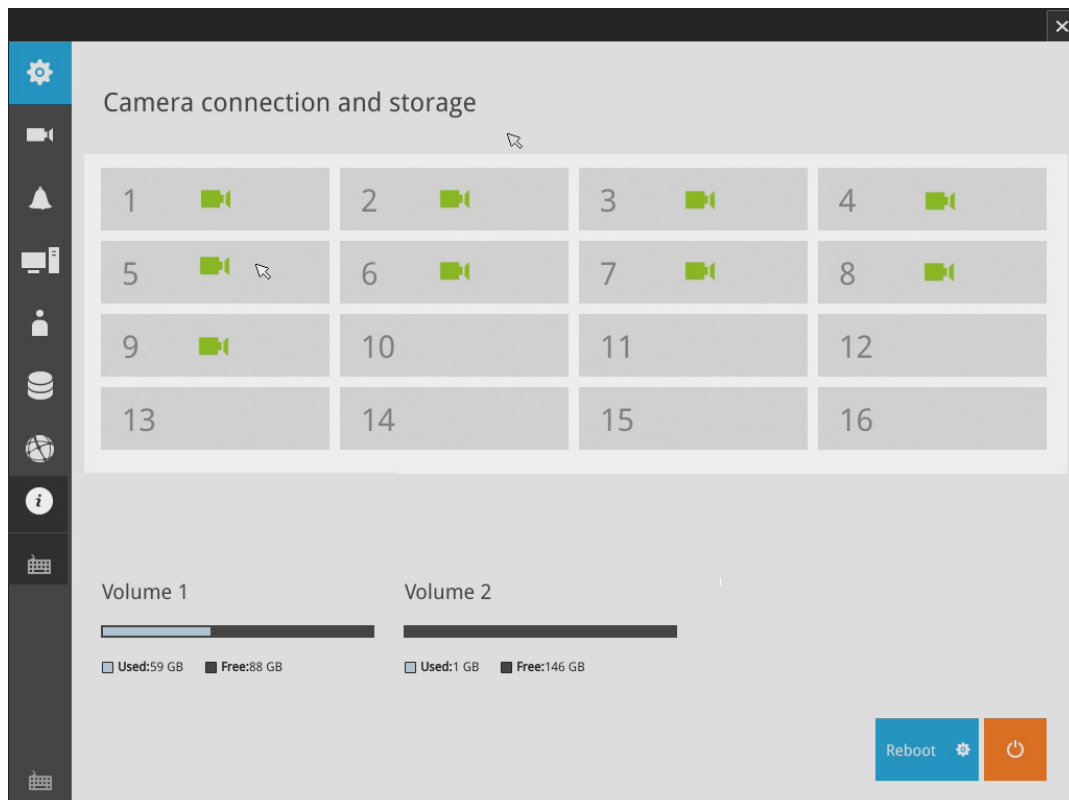 Camera connection and storage
1 2 3 4
5 6 7 8
9 10 11 12
13 14 15 16
Volume 1 Volume 2
Used:59 GB Free:88 GB Used:1 GB Free:146 GB
Reboot